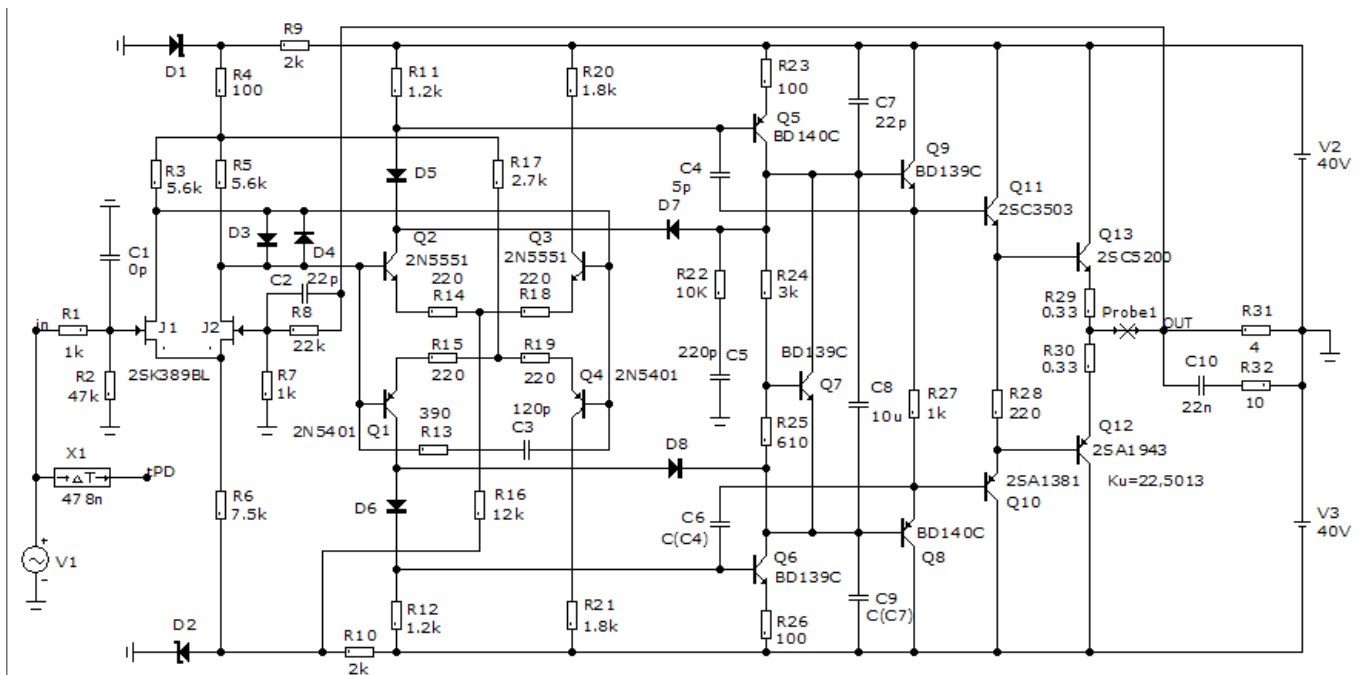 R9
2k
D1
R4
100
R11
1.2k
R20
1.8k
R23
100
C7
22p
Q5
BD140C
V2
40V
R3
5.6k
R5
5.6k
R17
2.7k
D5
C4
5p
Q9
BD139C
Q11
2SC3503
D7
C1
0p
D3
D4
Q2
2N5551
Q3
2N5551
Q13
2SC5200
C2
22p
220
R14
220
R18
R22
10K
R24
3k
R29
0.33
Probe1
OUT
R31
4
in
R1
1k
J1
J2
R8
22k
2SK389BL
R2
47k
R7
1k
R15
220
R19
220
Q4
2N5401
220p
C5
BD139C
Q7
C8
10u
R27
1k
R28
220
R30
0.33
C10
22n
R32
10
2N5401
Q1
390
R13
120p
C3
R25
610
Q12
2SA1943
X1
478n
tPD
D8
2SA1381
Q10
Ku=22,5013
R6
7.5k
D6
R16
12k
C6
C(C4)
BD140C
Q8
V3
40V
V1
+
-
Q6
BD139C
C9
C(C7)
D2
R10
2k
R12
1.2k
R21
1.8k
R26
100